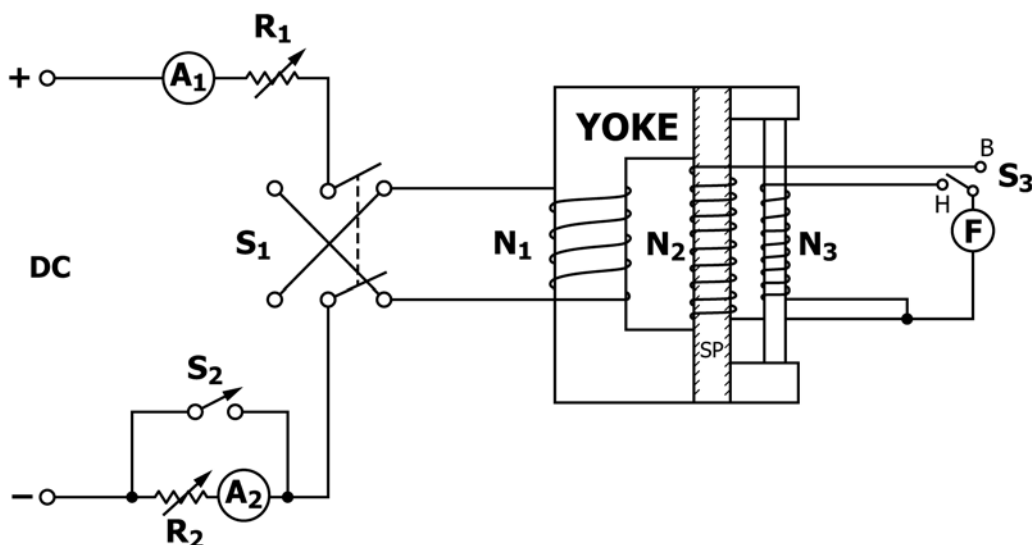 R1
+
A1
YOKE
B
S3
H
F
S1
N1
N2
N3
DC
SP
S2
−
A2
R2